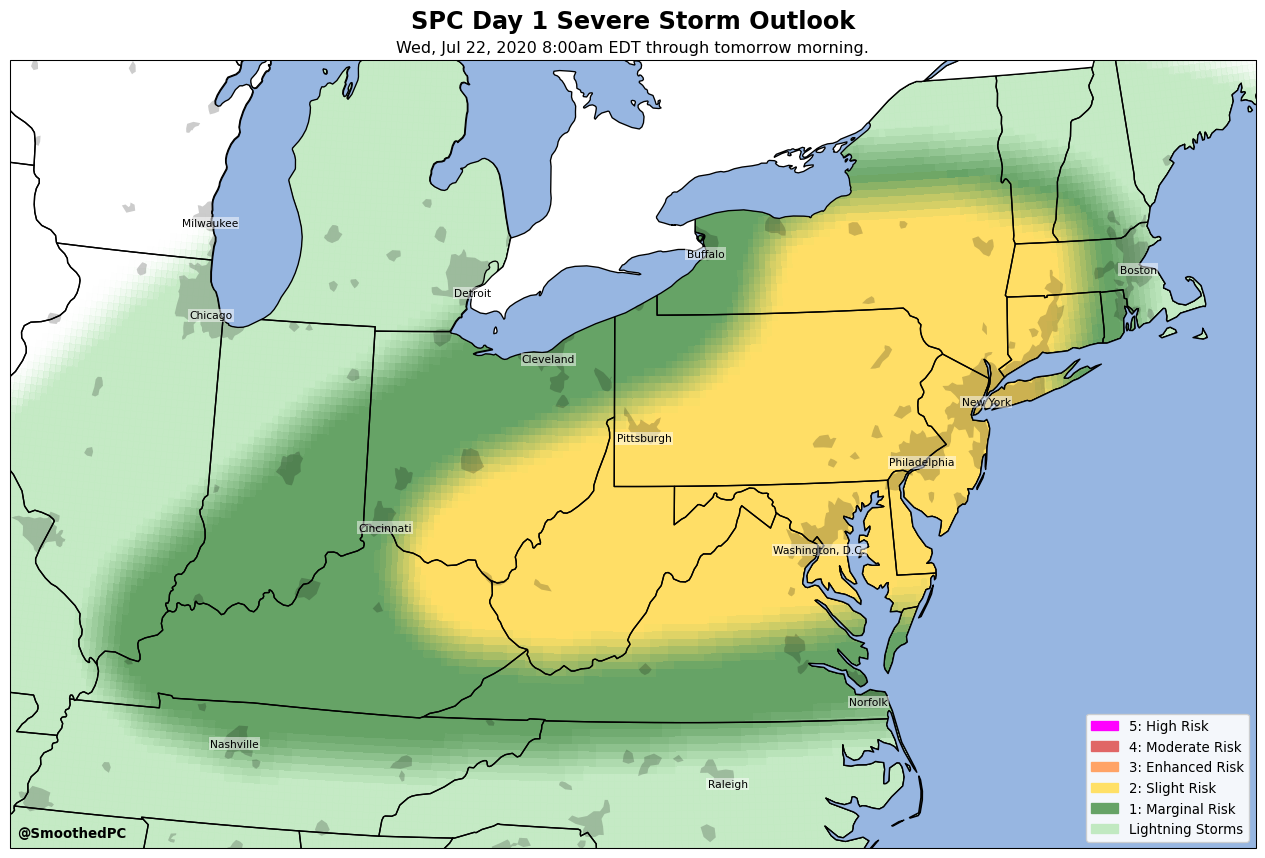 SPC Day 1 Severe Storm Outlook
Wed, Jul 22, 2020 8:00am EDT through tomorrow morning.
Milwaukee
Buffalo
Boston
Detroit
Chicago
Cleveland
New York
Pittsburgh
Philadelphia
Cincinnati
Washington, D.C.
Norfolk
Nashville
Raleigh
5: High Risk
4: Moderate Risk
3: Enhanced Risk
2: Slight Risk
1: Marginal Risk
Lightning Storms
@SmoothedPC